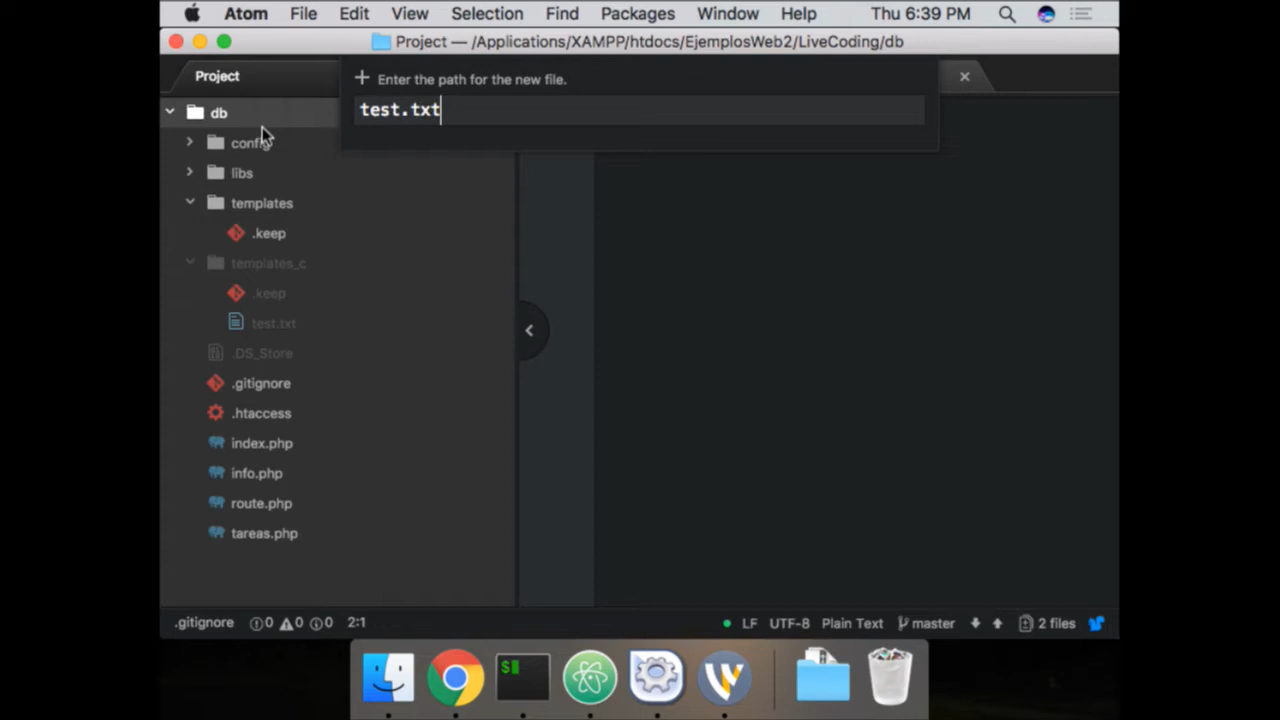 Atom File Edit View Selection Find Packages Window Help Thu 6:39 PM
Project — /Applications/XAMPP/htdocs/EjemplosWeb2/LiveCoding/db
Project
Enter the path for the new file.
test.txt
db
config
libs
templates
.keep
templates_c
.keep
test.txt
.DS_Store
.gitignore
.htaccess
index.php
info.php
route.php
tareas.php
.gitignore 0 0 0 2:1 LF UTF-8 Plain Text master 2 files
$